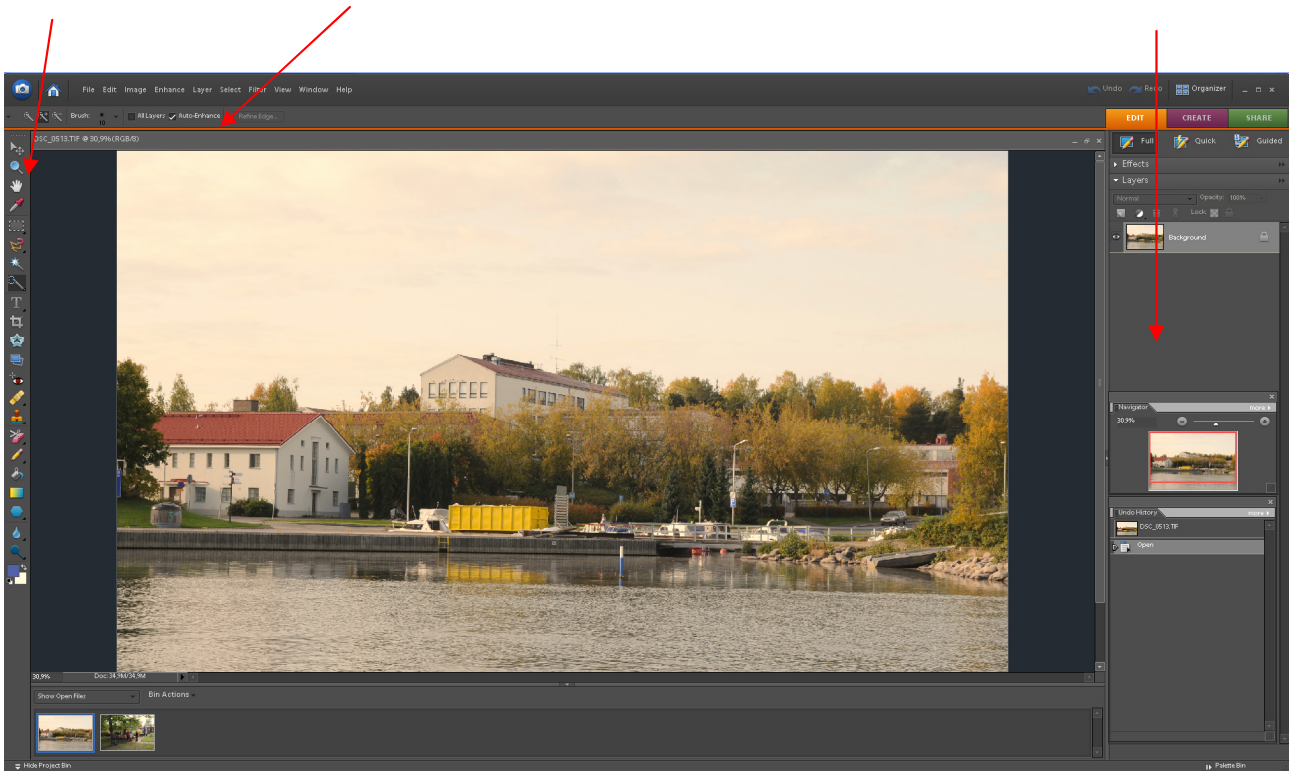 File Edit Image Enhance Layer Select Filter View Window Help
Undo Redo Organizer
Brush: 10 All Layers Auto-Enhance Refine Edge...
EDIT CREATE SHARE
DSC_0513.TIF @ 30,9% (RGB/8)
Full Quick Guided
Effects
Layers
Normal Opacity: 100%
Lock:
Background
Navigator more
30,9%
Undo History more
DSC_0513.TIF
Open
T
30,9% Doc: 34,9M/34,9M
Show Open Files Bin Actions
Hide Project Bin Palette Bin